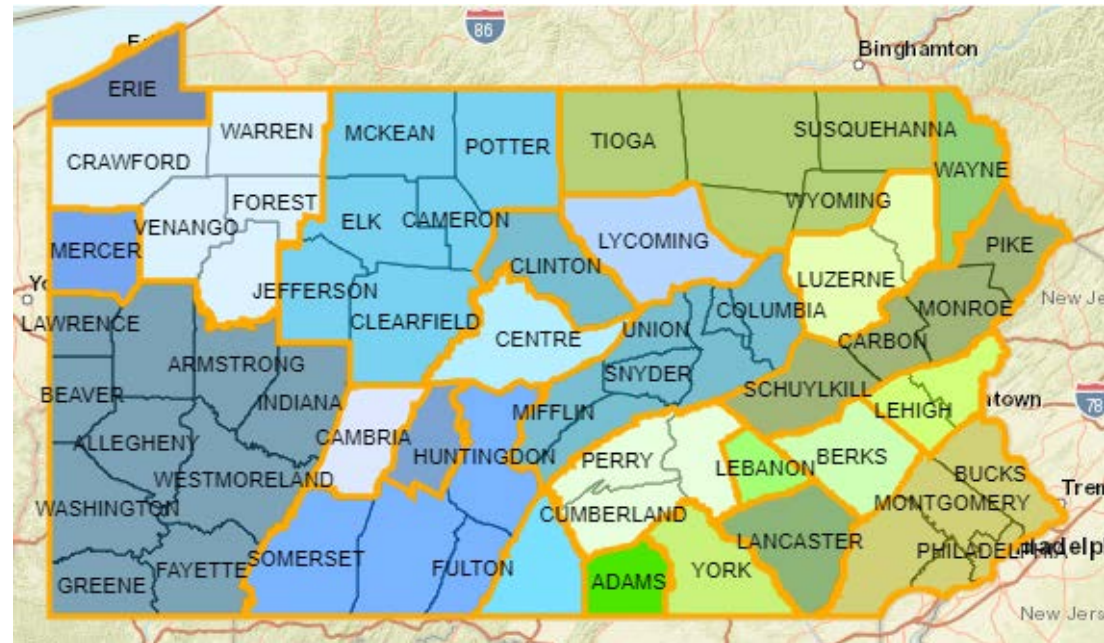 86
Binghamton
ERIE
WARREN
MCKEAN
POTTER
TIOGA
SUSQUEHANNA
CRAWFORD
WAYNE
FOREST
WYOMING
VENANGO
ELK
CAMERON
LYCOMING
MERCER
PIKE
CLINTON
LUZERNE
Yo
JEFFERSON
New Je
LAWRENCE
CLEARFIELD
COLUMBIA
MONROE
CENTRE
UNION
CARBON
ARMSTRONG
SNYDER
SCHUYLKILL
BEAVER
INDIANA
MIFFLIN
LEHIGH
ntown
78
ALLEGHENY
CAMBRIA
HUNTINGDON
PERRY
LEBANON
BERKS
WESTMORELAND
BUCKS
Tren
WASHINGTON
CUMBERLAND
MONTGOMERY
LANCASTER
SOMERSET
PHILADELPHIA
adelp
GREENE
FAYETTE
FULTON
ADAMS
YORK
New Jers